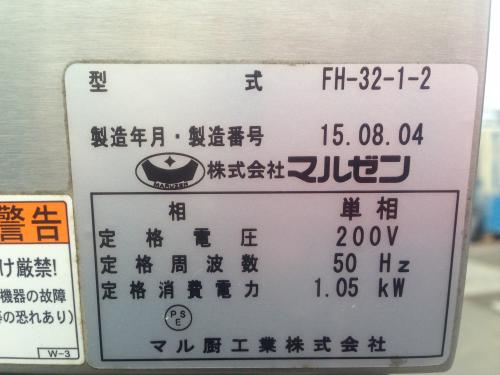 型 式 FH-32-1-2
製造年月・製造番号 15.08.04
MARUZEN 株式会社マルゼン
相 単相
定格電圧 200V
定格周波数 50 Hz
定格消費電力 1.05 kW
PS
E
マル厨工業株式会社
警告
け厳禁!
機器の故障
の恐れあり)
W-3